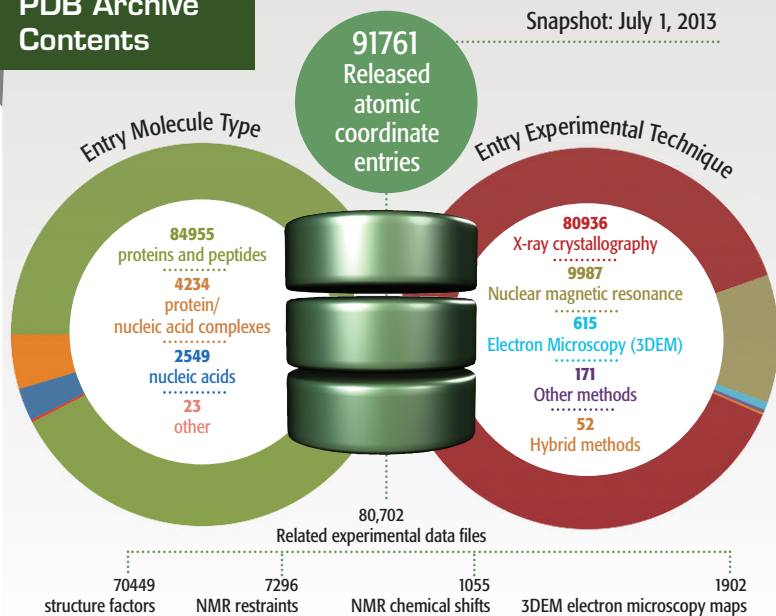 PDB Archive
Contents
Snapshot: July 1, 2013
91761
Released
atomic
coordinate
entries
Entry Molecule Type
84955
proteins and peptides
4234
protein/
nucleic acid complexes
2549
nucleic acids
23
other
Entry Experimental Technique
80936
X-ray crystallography
9987
Nuclear magnetic resonance
615
Electron Microscopy (3DEM)
171
Other methods
52
Hybrid methods
80,702
Related experimental data files
70449
structure factors
7296
NMR restraints
1055
NMR chemical shifts
1902
3DEM electron microscopy maps